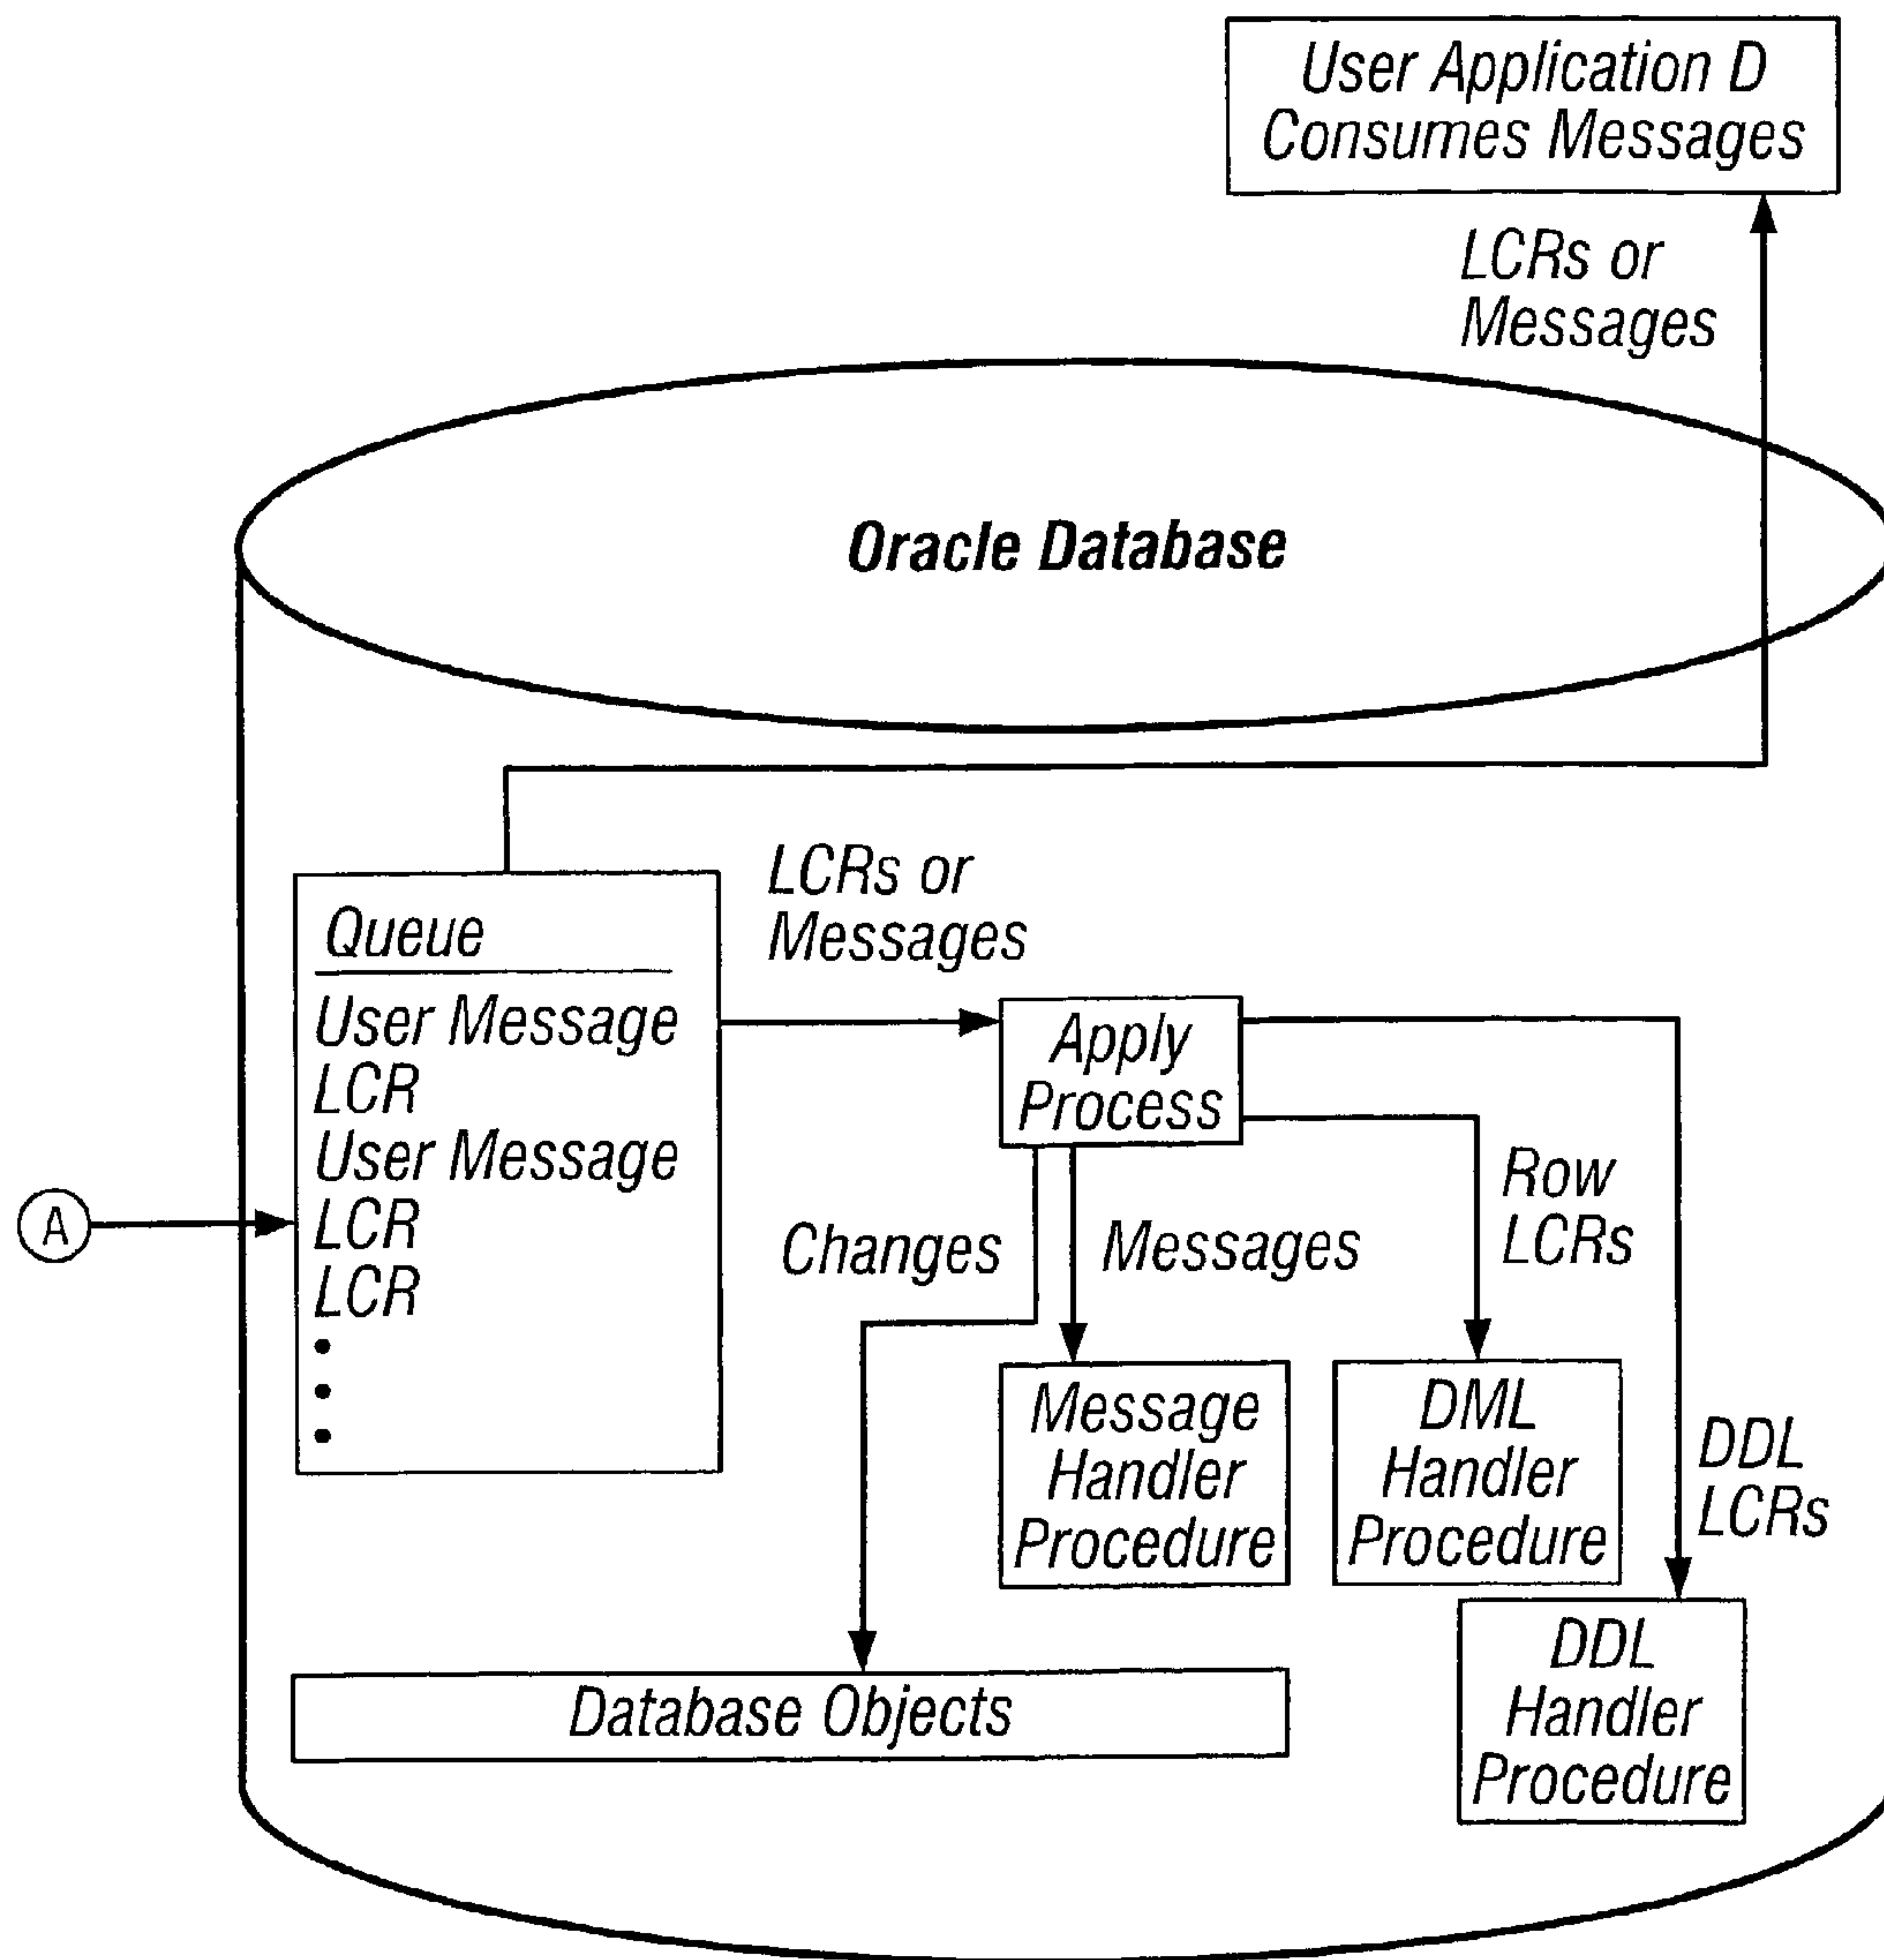 User Application D
Consumes Messages
LCRs or
Messages
Oracle Database
LCRs or
Messages
Queue
User Message
LCR
User Message
LCR
LCR
•
•
•
A
Apply
Process
Changes
Messages
Row
LCRs
DDL
LCRs
Message
Handler
Procedure
DML
Handler
Procedure
DDL
Handler
Procedure
Database Objects